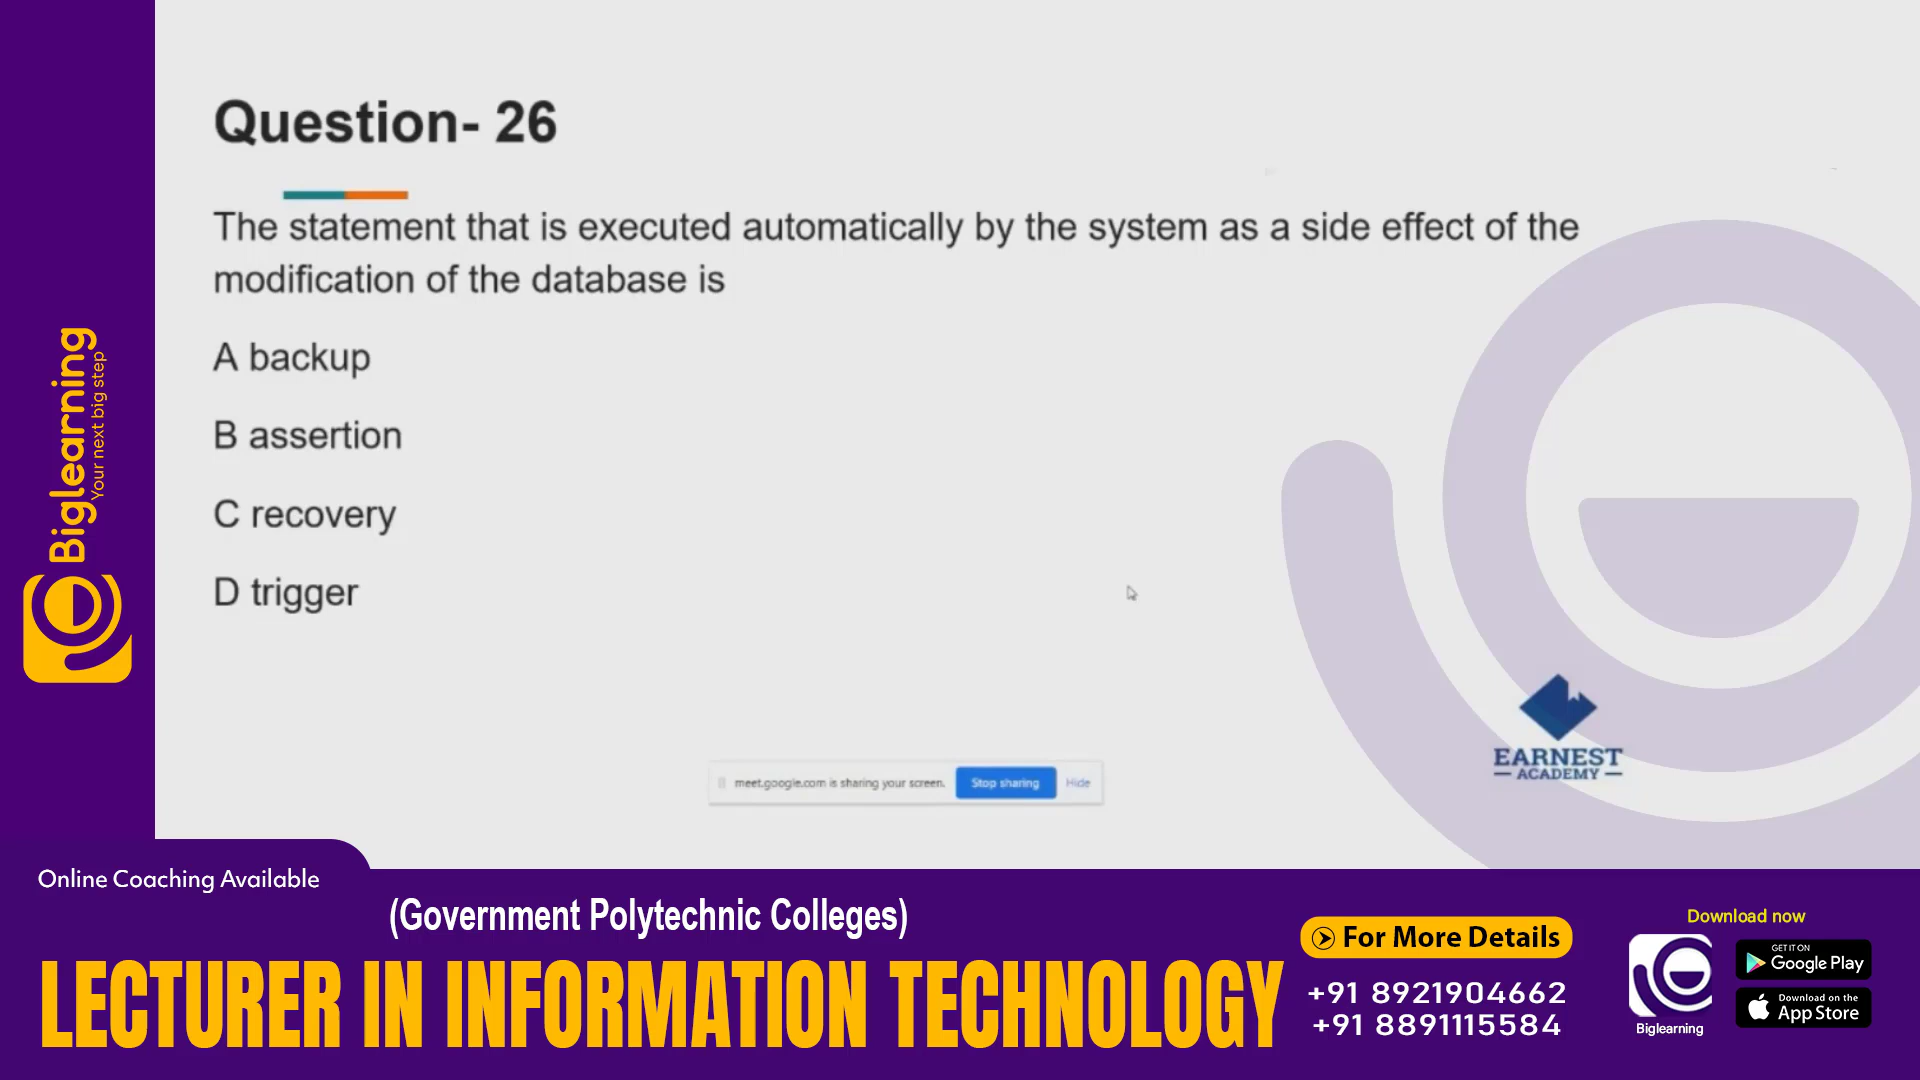 Question- 26
The statement that is executed automatically by the system as a side effect of the
modification of the database is
A backup
B assertion
C recovery
D trigger
Biglearning
Your next big step
EARNEST
ACADEMY
meet.google.com is sharing your screen. Stop sharing Hide
Online Coaching Available
(Government Polytechnic Colleges)
LECTURER IN INFORMATION TECHNOLOGY
For More Details
+91 8921904662
+91 8891115584
Download now
GET IT ON
Google Play
Download on the
App Store
Biglearning